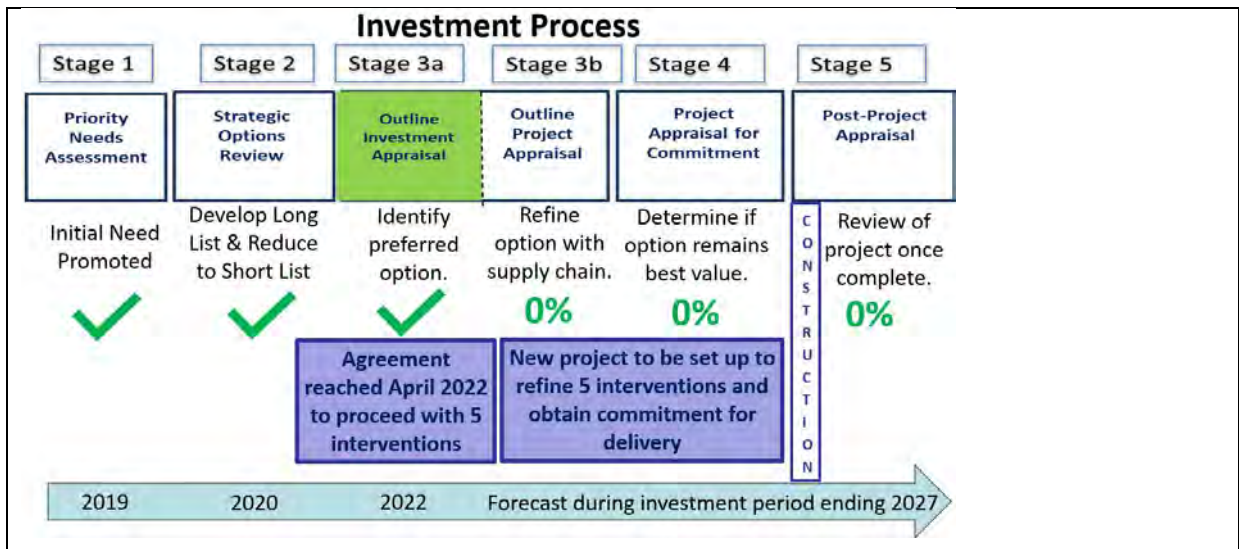 Investment Process
Stage 1
Stage 2
Stage 3a
Stage 3b
Stage 4
Stage 5
Priority
Needs
Assessment
Strategic
Options
Review
Outline
Investment
Appraisal
Outline
Project
Appraisal
Project
Appraisal for
Commitment
Post-Project
Appraisal
Initial Need
Promoted
Develop Long
List & Reduce
to Short List
Identify
preferred
option.
Refine
option with
supply chain.
0%
Determine if
option remains
best value.
0%
CONSTRUCTION
Review of
project once
complete.
0%
Agreement
reached April 2022
to proceed with 5
interventions
New project to be set up to
refine 5 interventions and
obtain commitment for
delivery
2019
2020
2022
Forecast during investment period ending 2027